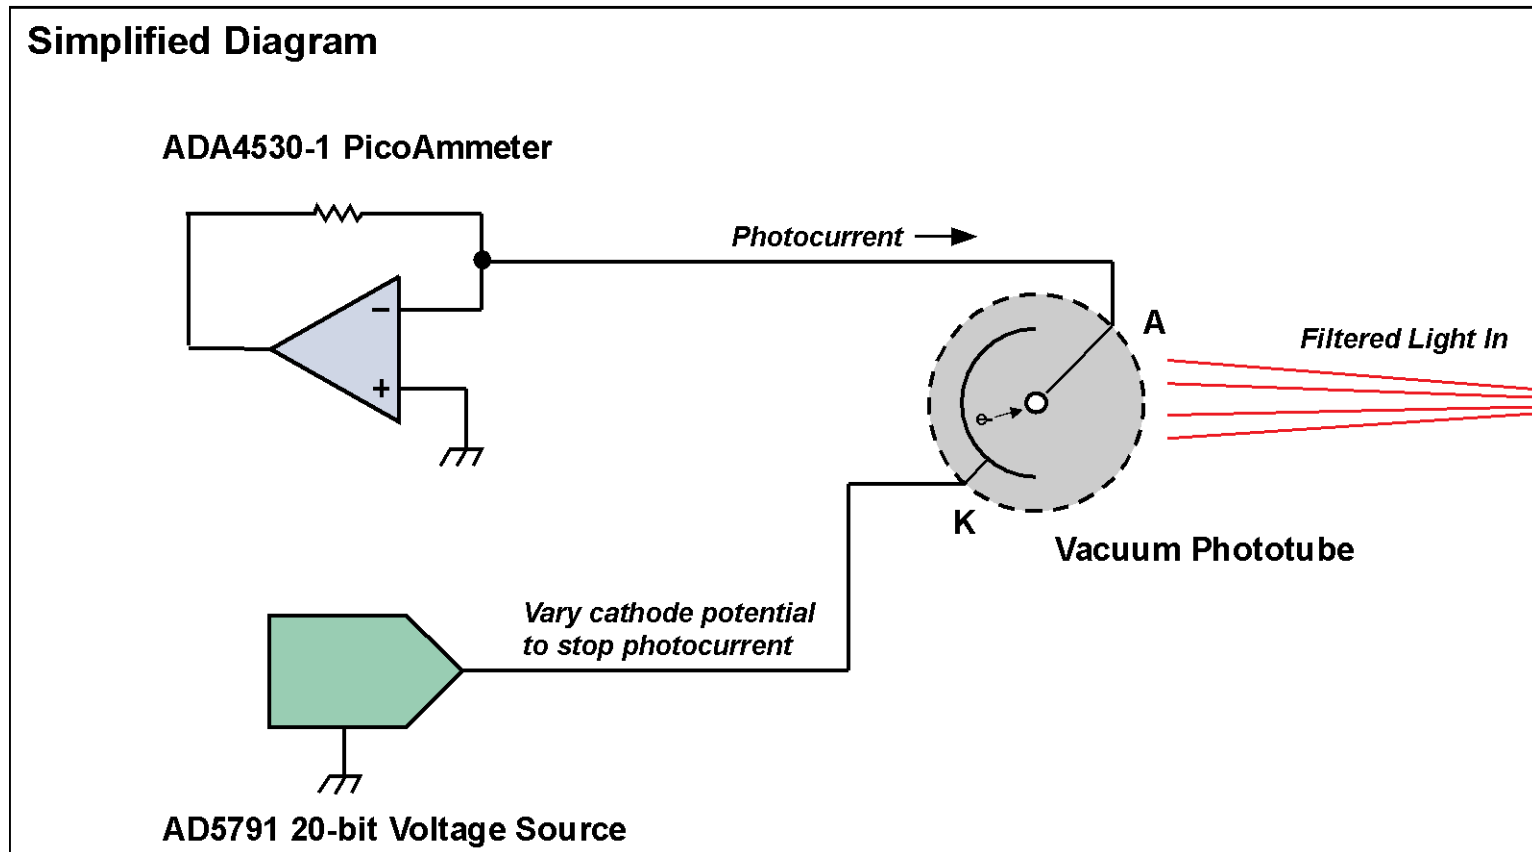 Simplified Diagram
ADA4530-1 PicoAmmeter
Photocurrent
−
+
A
Filtered Light In
e-
K
Vacuum Phototube
Vary cathode potential
to stop photocurrent
AD5791 20-bit Voltage Source